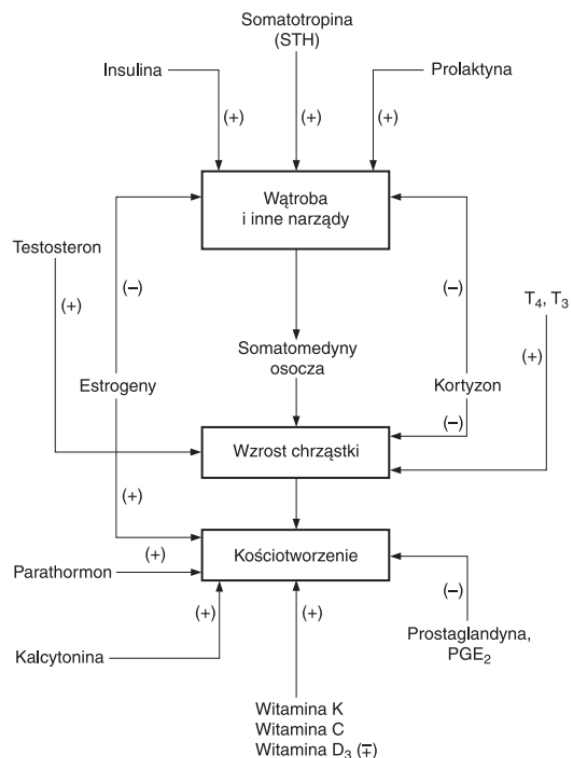 Somatotropina
(STH)
Insulina
Prolaktyna
(+)
(+)
(+)
Wątroba
i inne narządy
Testosteron
(+)
(–)
(–)
T4, T3
(+)
Somatomedyny
osocza
Estrogeny
Kortyzon
(–)
Wzrost chrząstki
(+)
(+)
Kościotworzenie
Parathormon
(–)
(+)
(+)
Prostaglandyna,
PGE2
Kalcytonina
Witamina K
Witamina C
Witamina D3 (∓)